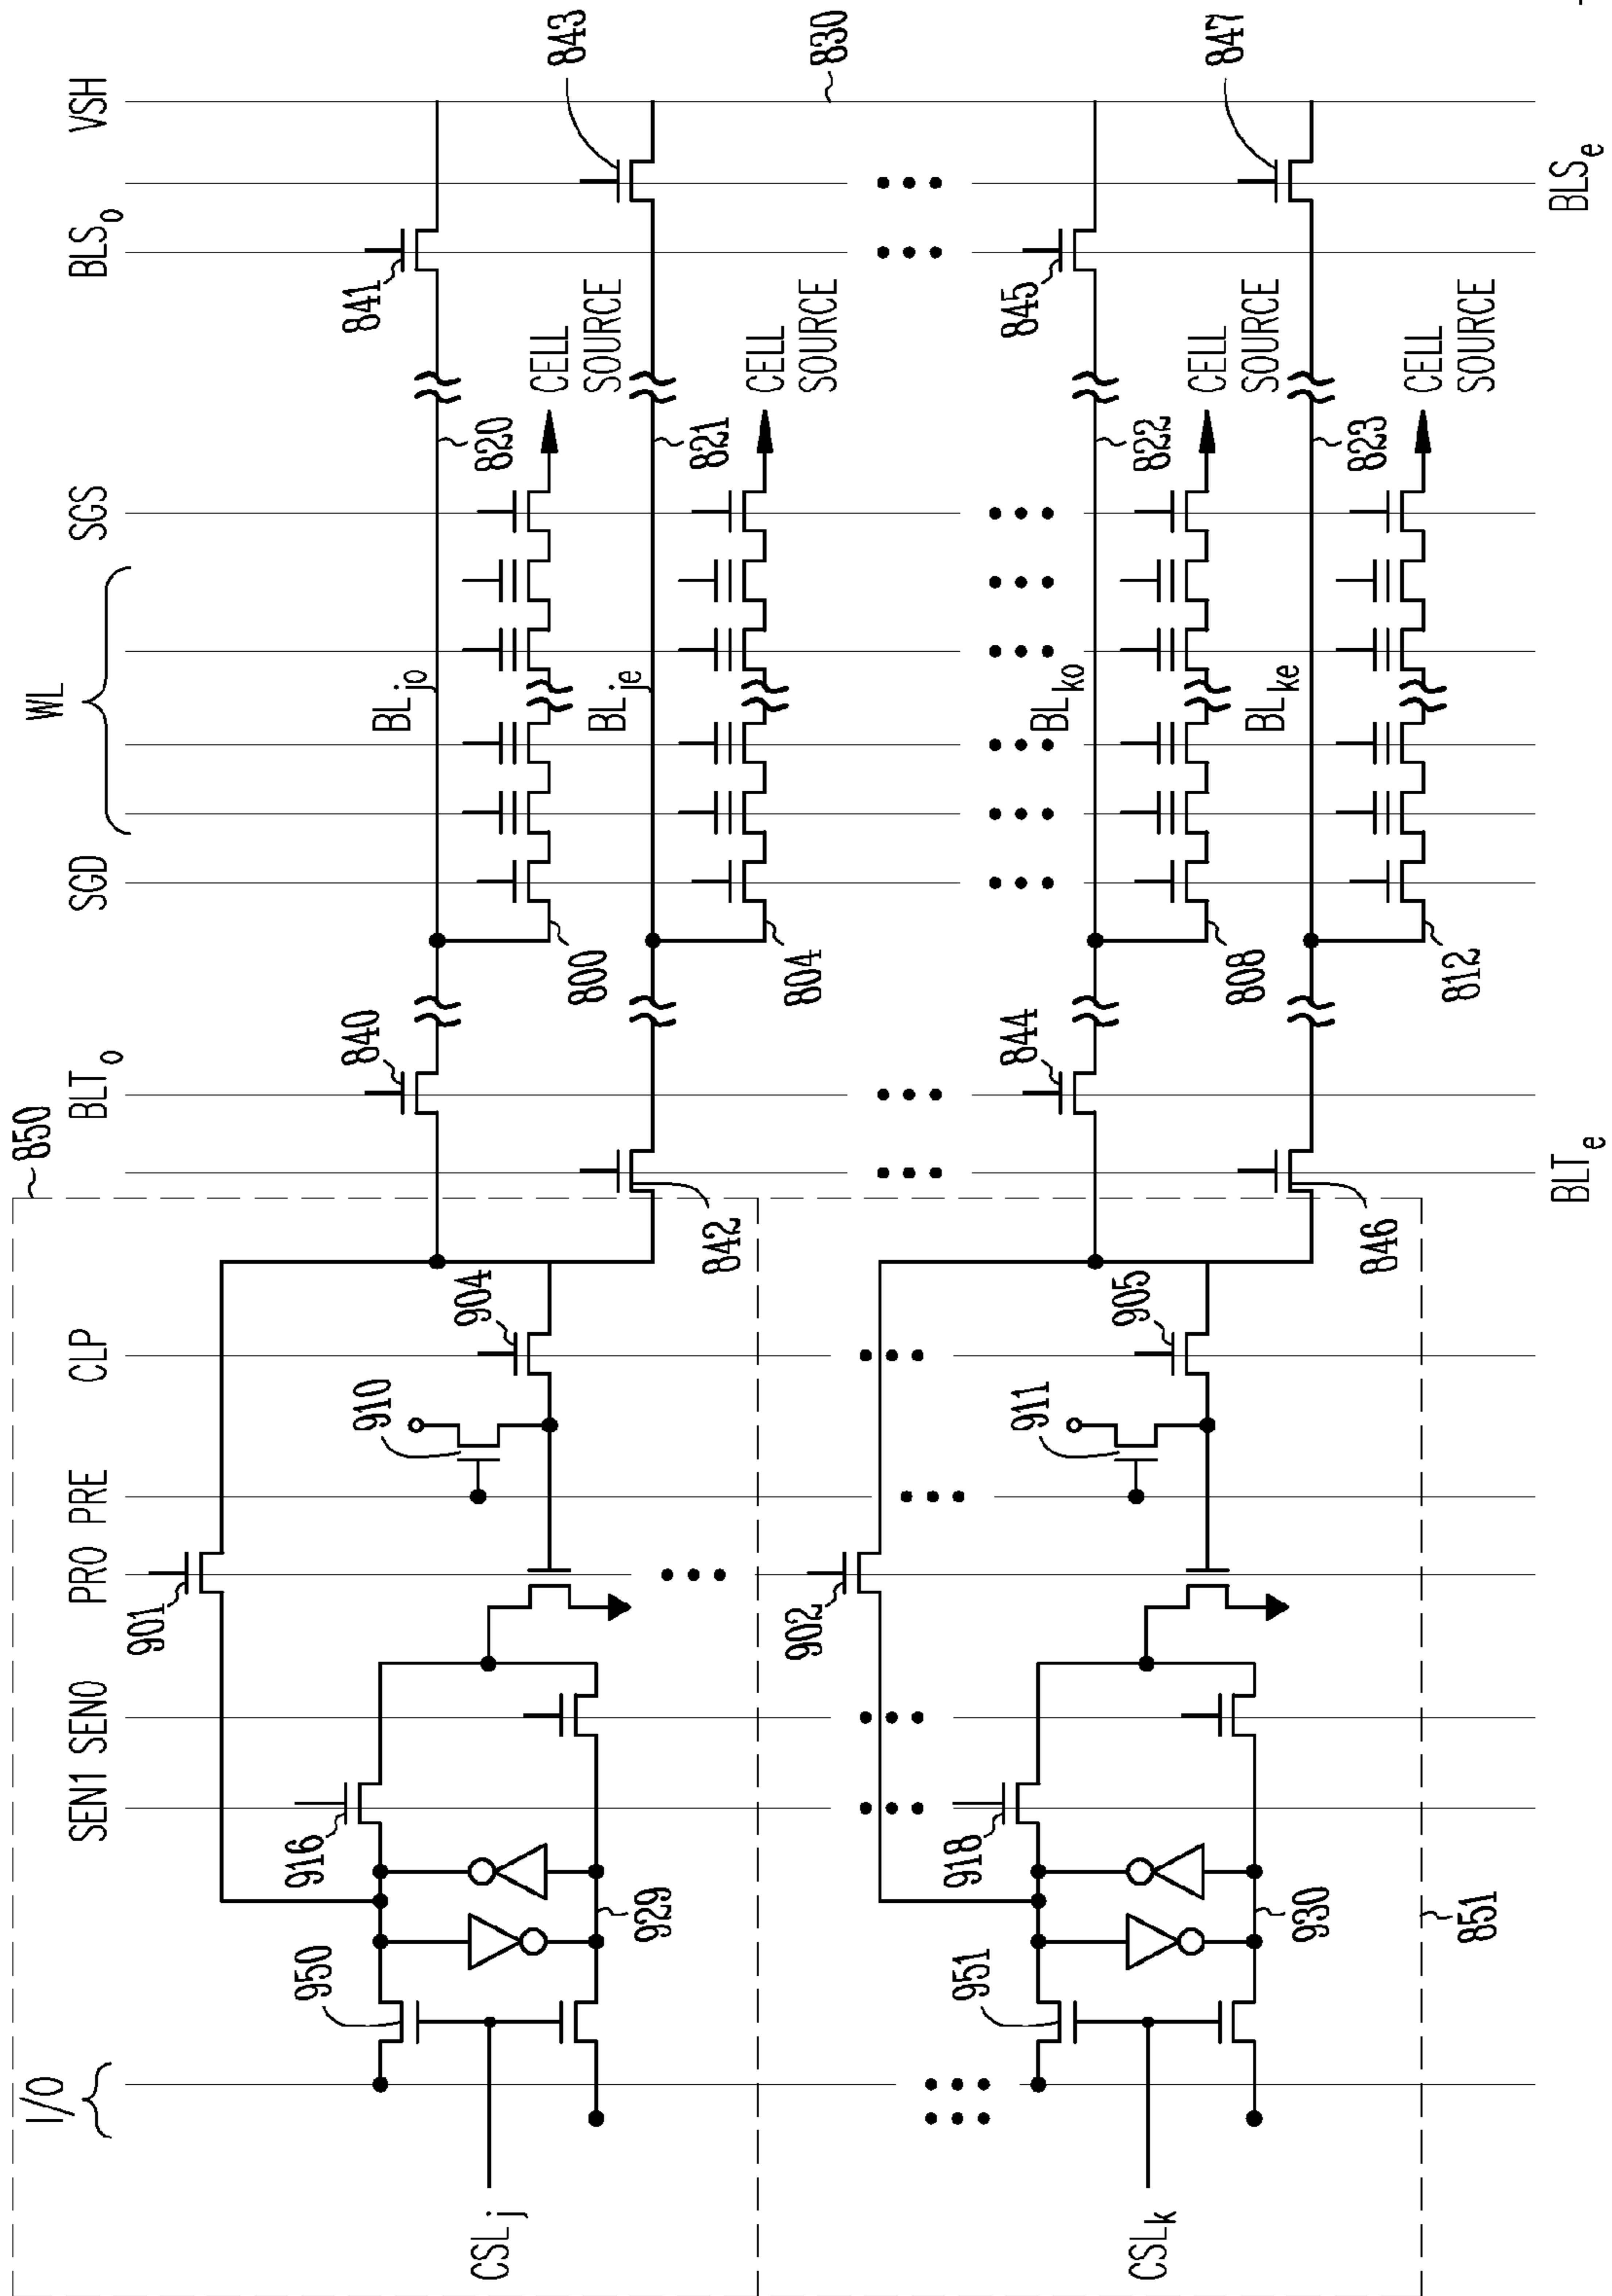 I/O
SEN1
SEN0
PRO
PRE
CLP
BLT₀
SGD
WL
SGS
BLS₀
VSH
850
901
904
840
841
843
910
916
950
929
842
BLjo
820
BLje
821
800
804
CELL
SOURCE
CELL
SOURCE
830
CSLj
902
905
844
845
847
911
918
951
930
846
BLko
822
BLke
823
808
812
CELL
SOURCE
CELL
SOURCE
CSLk
851
BLTe
BLSe